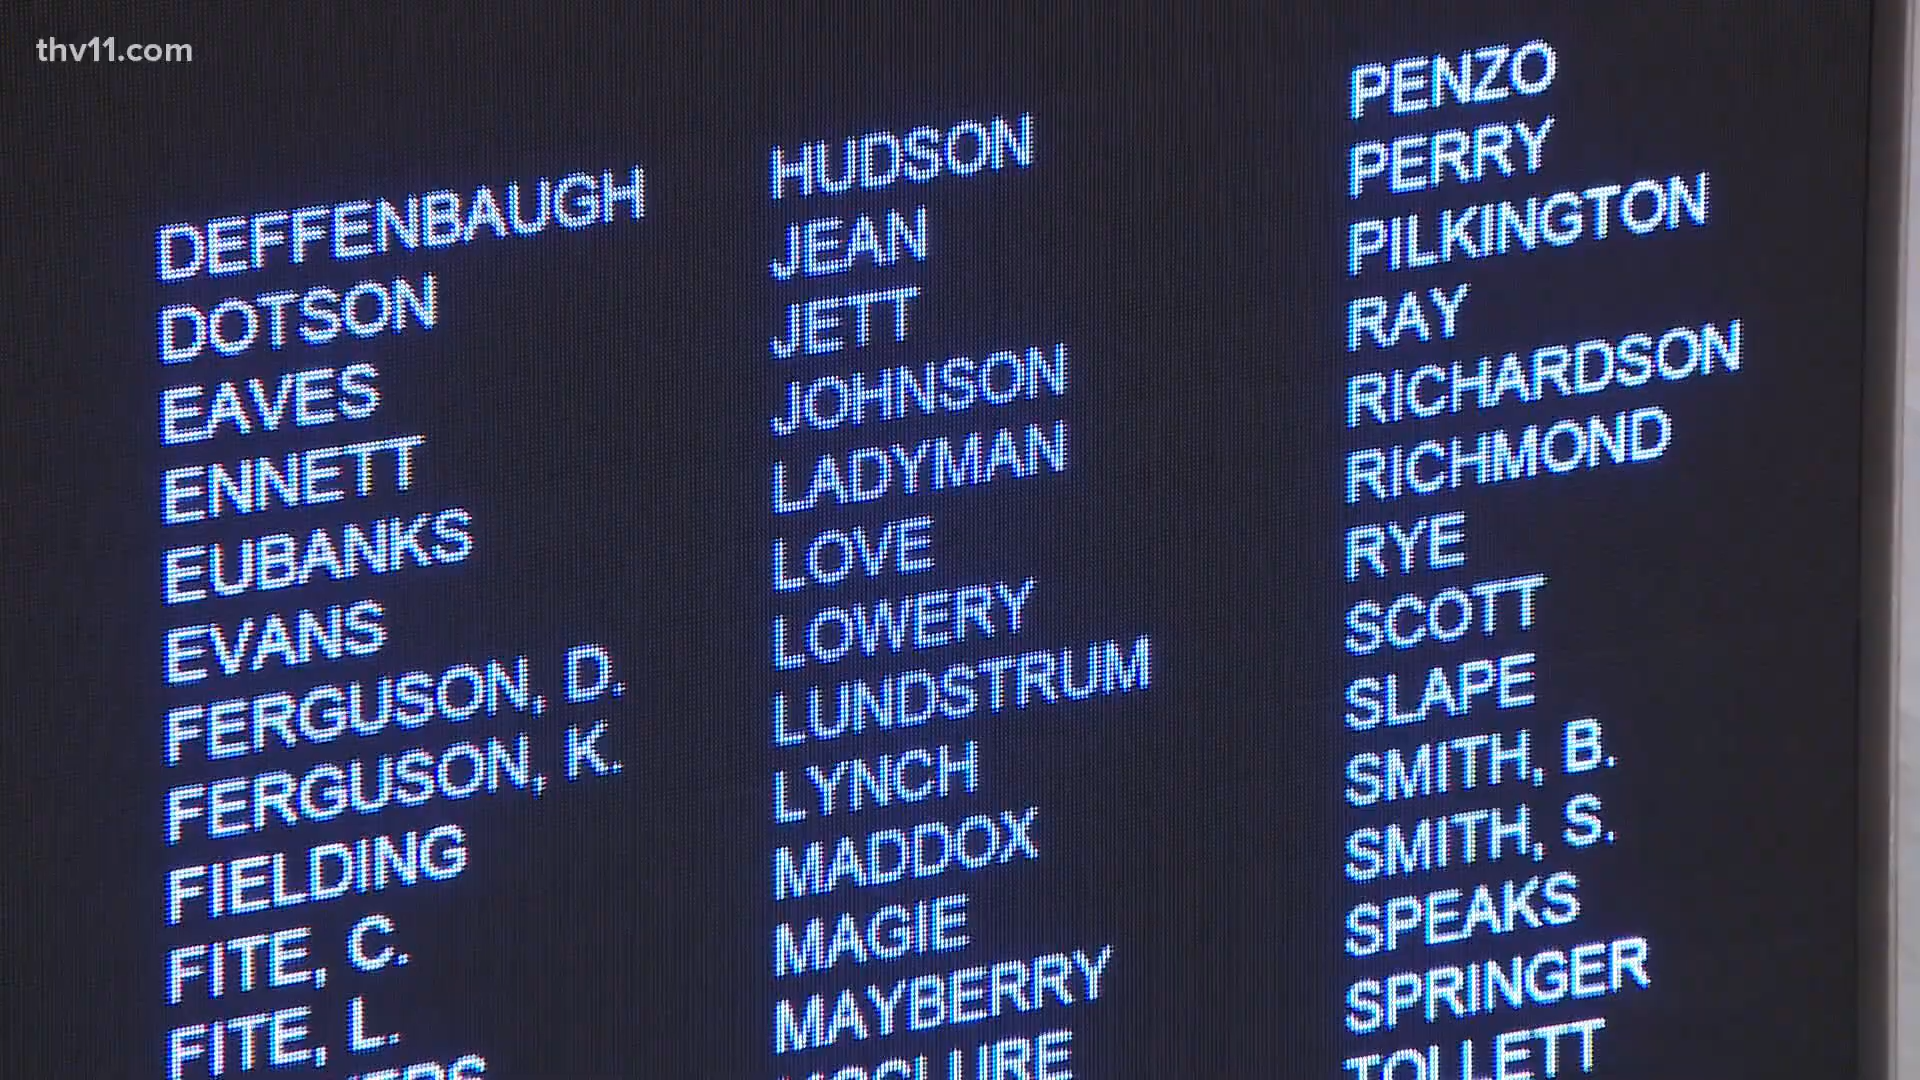 thv11.com
DEFFENBAUGH
DOTSON
EAVES
ENNETT
EUBANKS
EVANS
FERGUSON, D.
FERGUSON, K.
FIELDING
FITE, C.
FITE, L.
HUDSON
JEAN
JETT
JOHNSON
LADYMAN
LOVE
LOWERY
LUNDSTRUM
LYNCH
MADDOX
MAGIE
MAYBERRY
MCCLURE
PENZO
PERRY
PILKINGTON
RAY
RICHARDSON
RICHMOND
RYE
SCOTT
SLAPE
SMITH, B.
SMITH, S.
SPEAKS
SPRINGER
TOLLETT